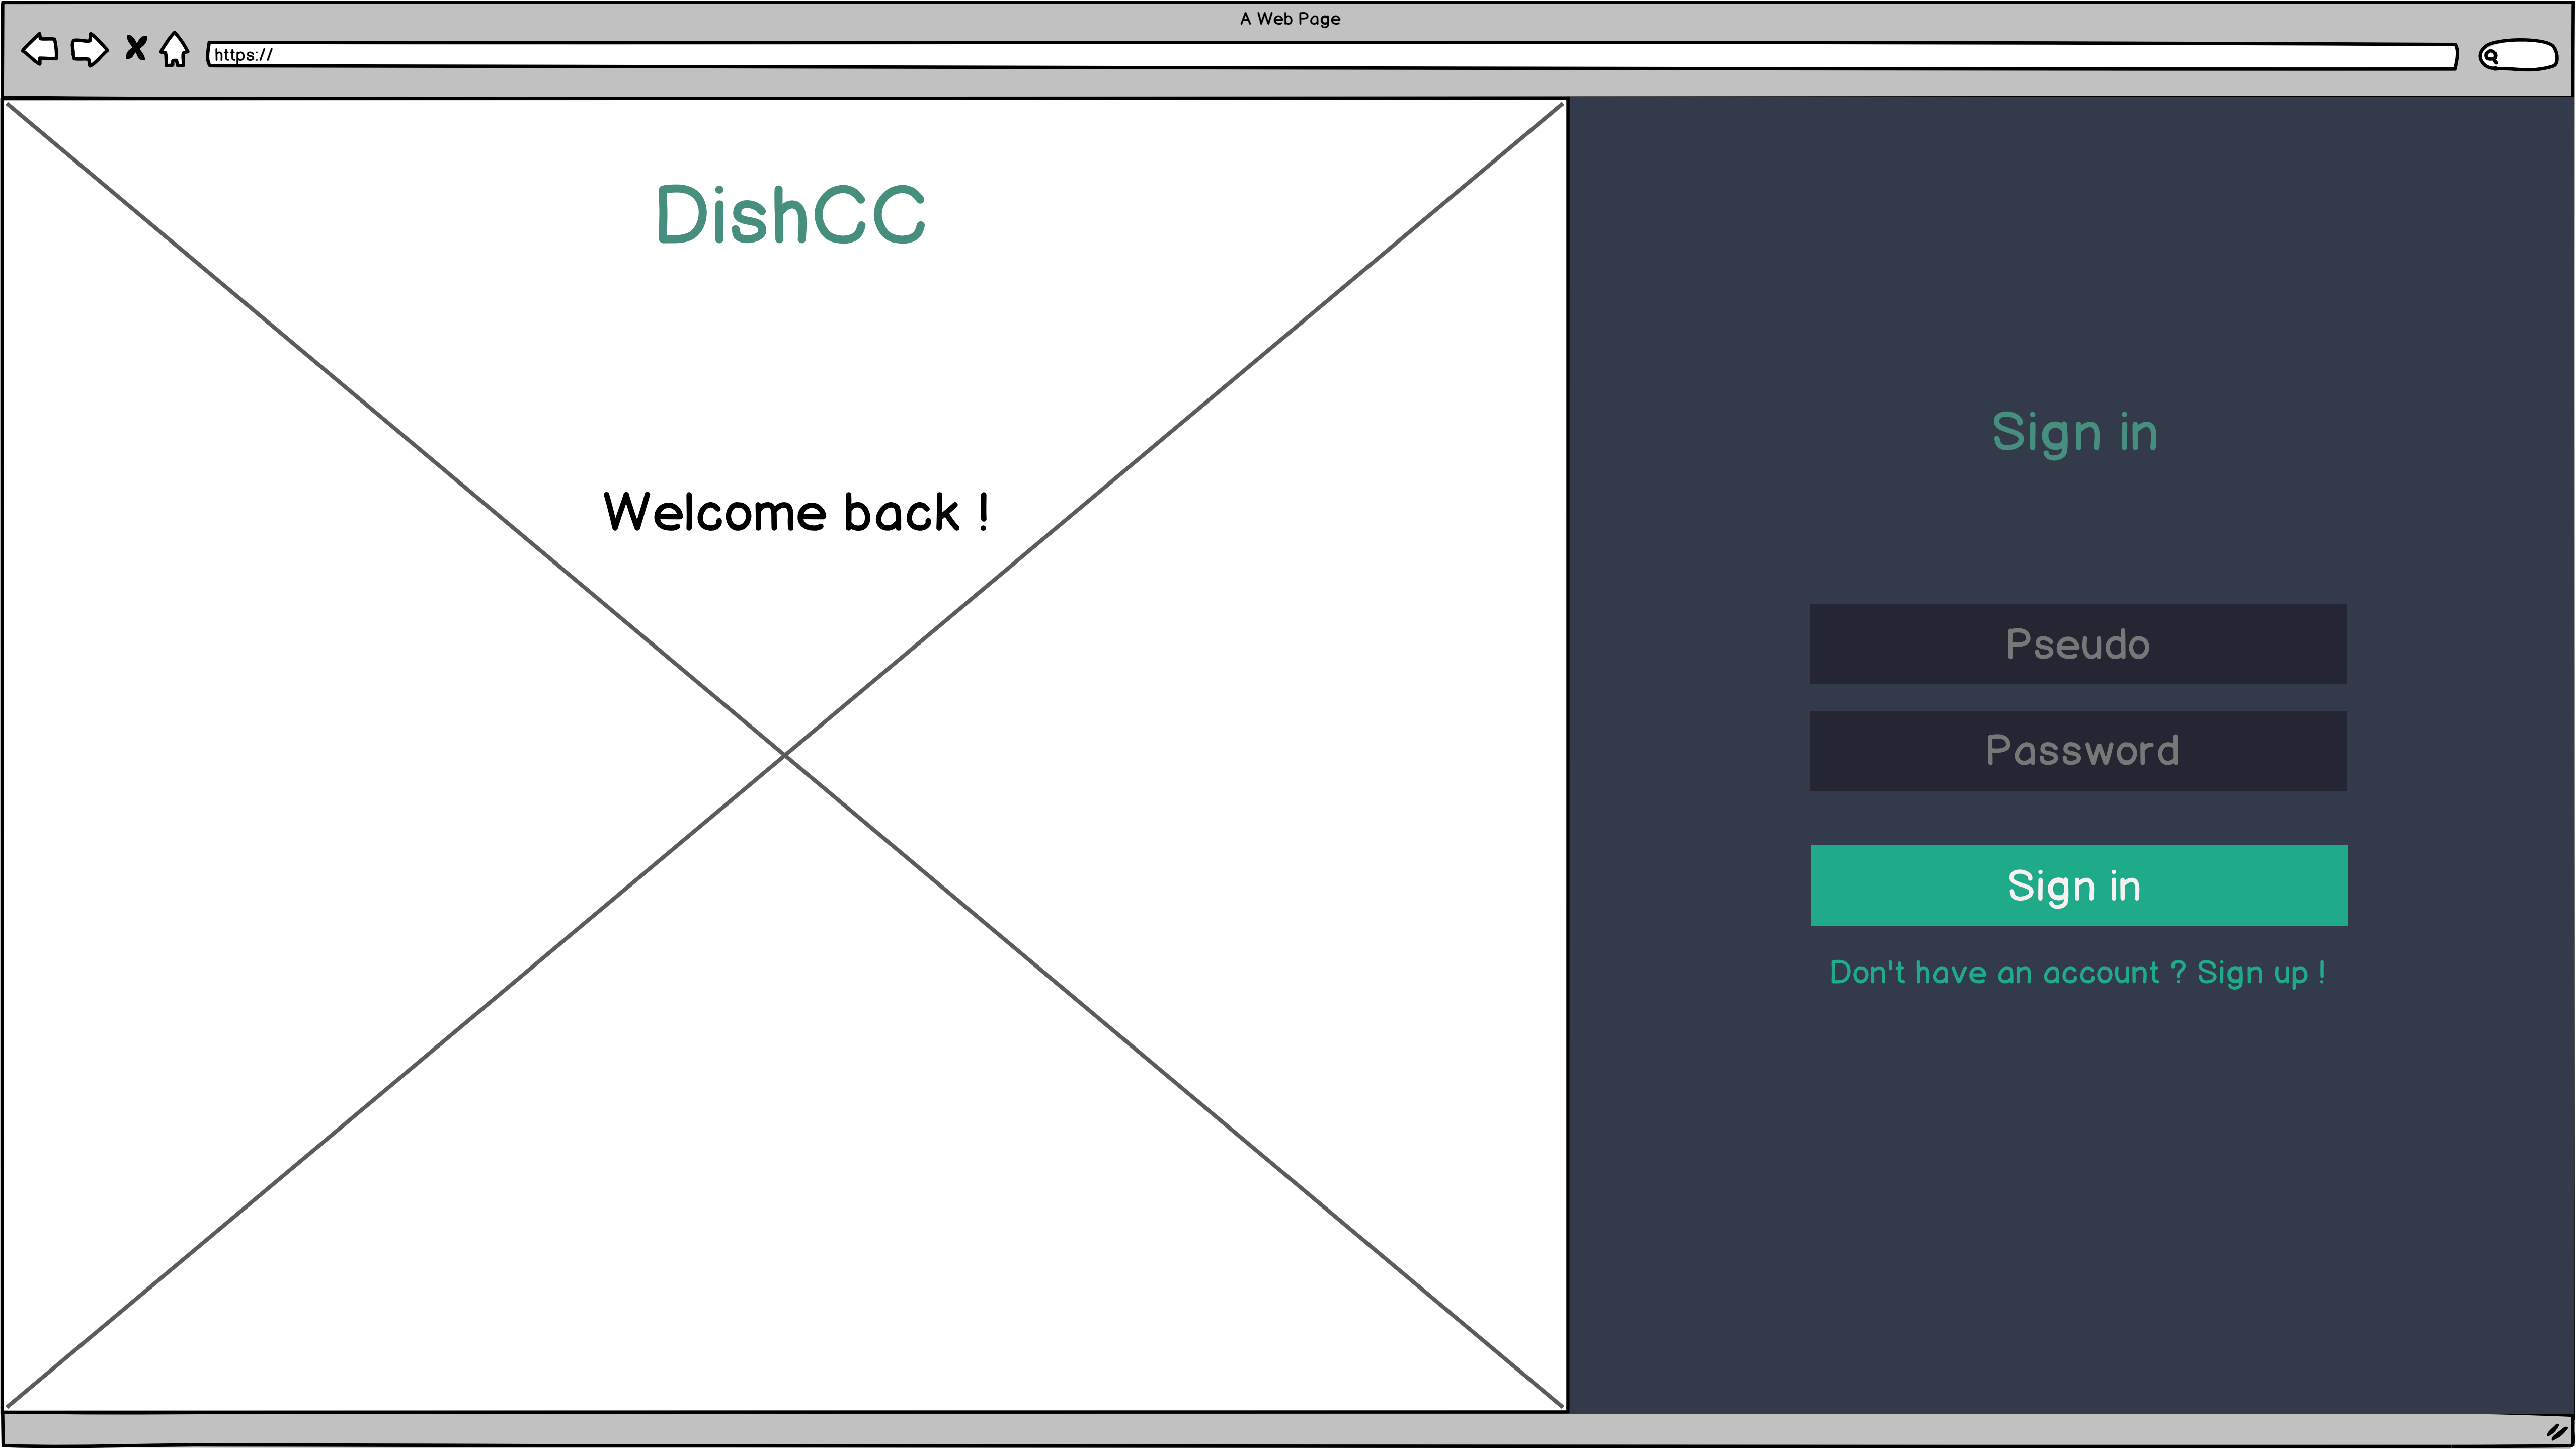 A Web Page
https://
DishCC
Welcome back !
Sign in
Pseudo
Password
Sign in
Don't have an account ? Sign up !